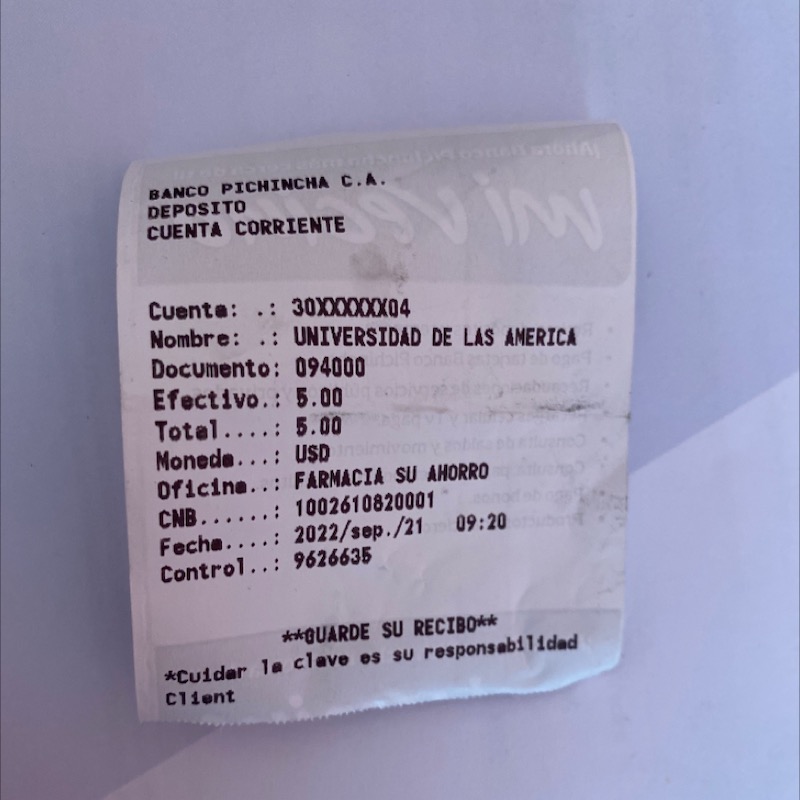 BANCO PICHINCHA C.A.
DEPOSITO
CUENTA CORRIENTE
Cuenta: .: 30XXXXXX04
Nombre: .: UNIVERSIDAD DE LAS AMERICA
Documento: 094000
Efectivo.: 5.00
Total....: 5.00
Moneda...: USD
Oficina..: FARMACIA SU AHORRO
CNB......: 1002610820001
Fecha....: 2022/sep./21 09:20
Control..: 9626635
**GUARDE SU RECIBO**
*Cuidar la clave es su responsabilidad
Client